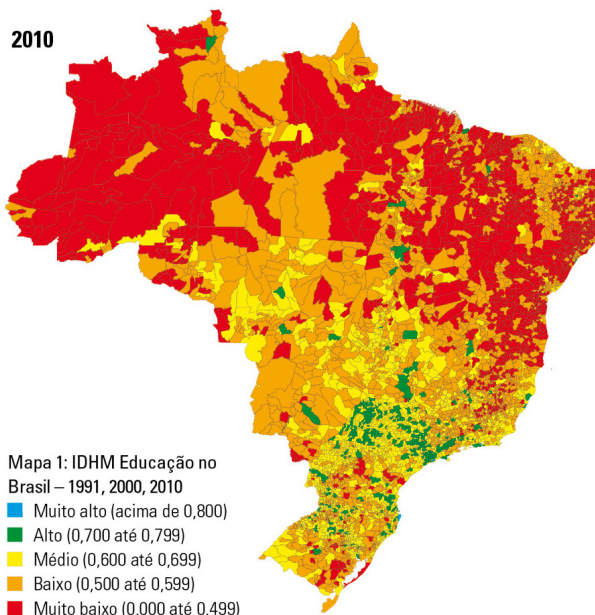 2010
Mapa 1: IDHM Educação no
Brasil – 1991, 2000, 2010
Muito alto (acima de 0,800)
Alto (0,700 até 0,799)
Médio (0,600 até 0,699)
Baixo (0,500 até 0,599)
Muito baixo (0,000 até 0,499)